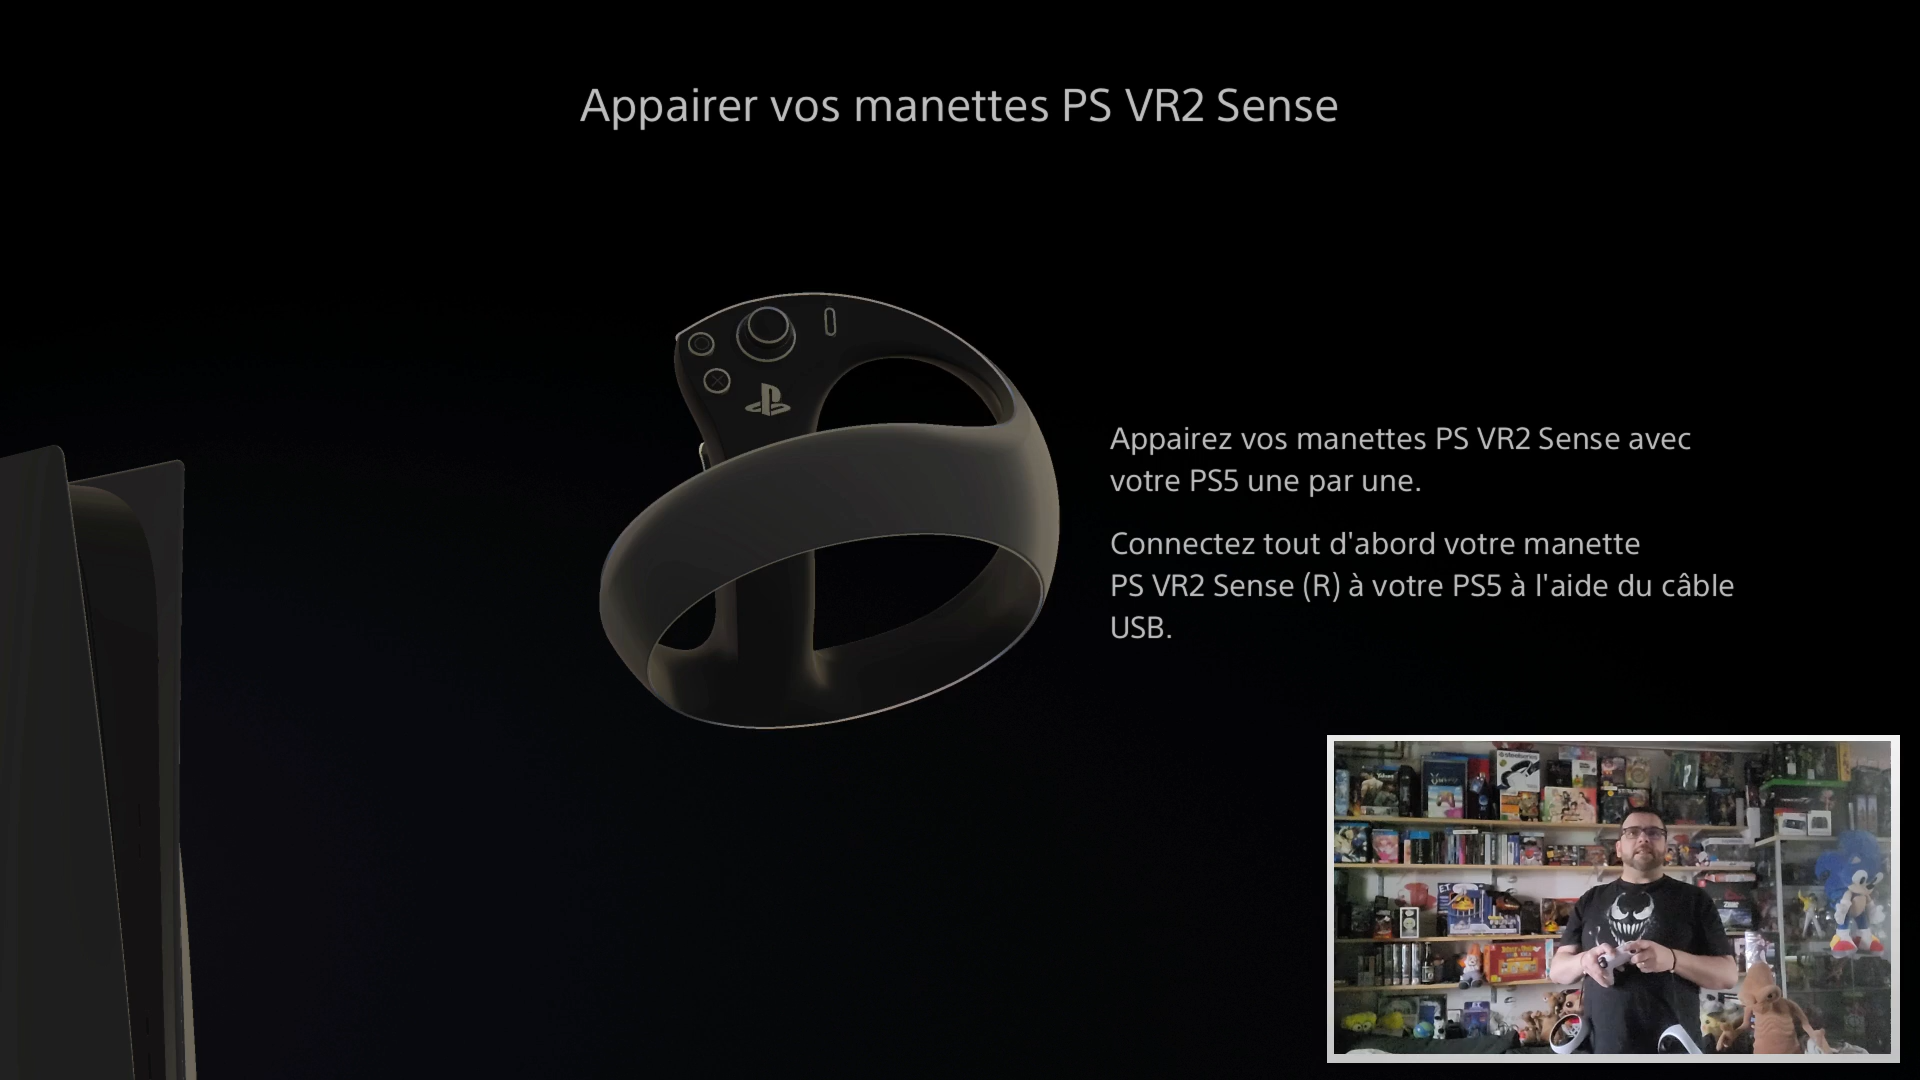 Appairer vos manettes PS VR2 Sense
Appairez vos manettes PS VR2 Sense avec
votre PS5 une par une.
Connectez tout d'abord votre manette
PS VR2 Sense (R) à votre PS5 à l'aide du câble
USB.